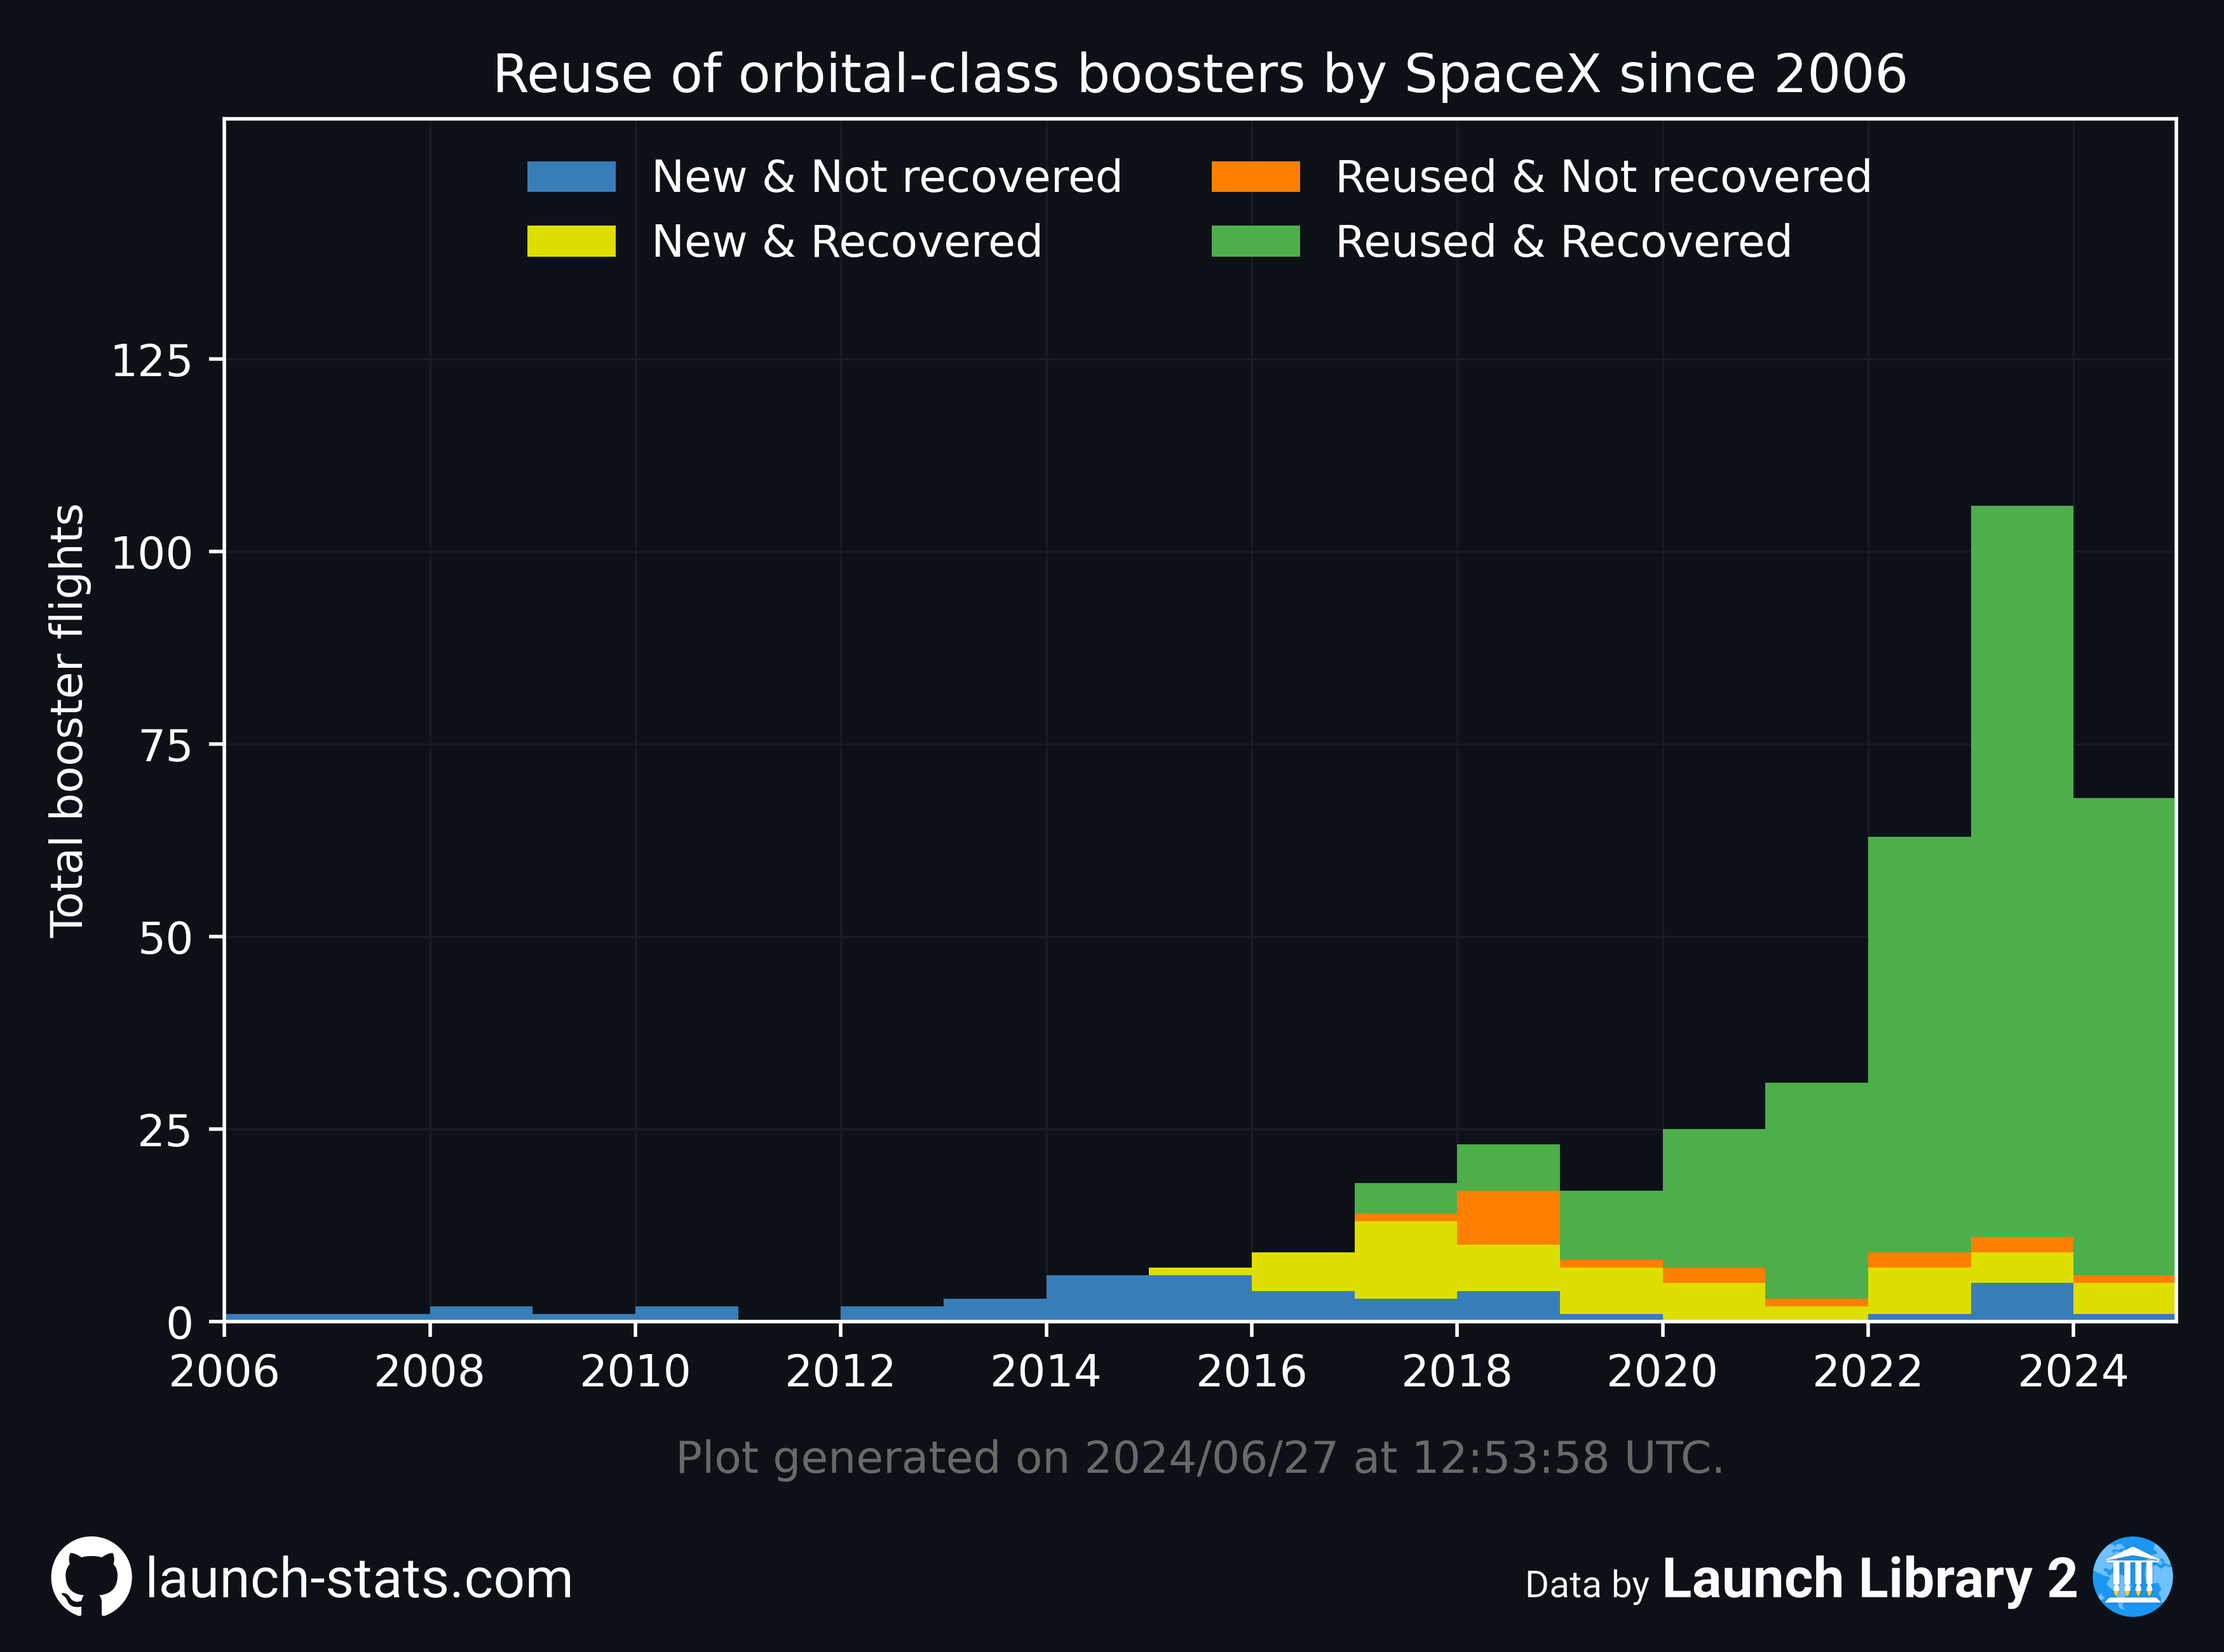 Reuse of orbital-class boosters by SpaceX since 2006
New & Not recovered
New & Recovered
Reused & Not recovered
Reused & Recovered
Total booster flights
125
100
75
50
25
0
2006 2008 2010 2012 2014 2016 2018 2020 2022 2024
Plot generated on 2024/06/27 at 12:53:58 UTC.
launch-stats.com
Data by Launch Library 2